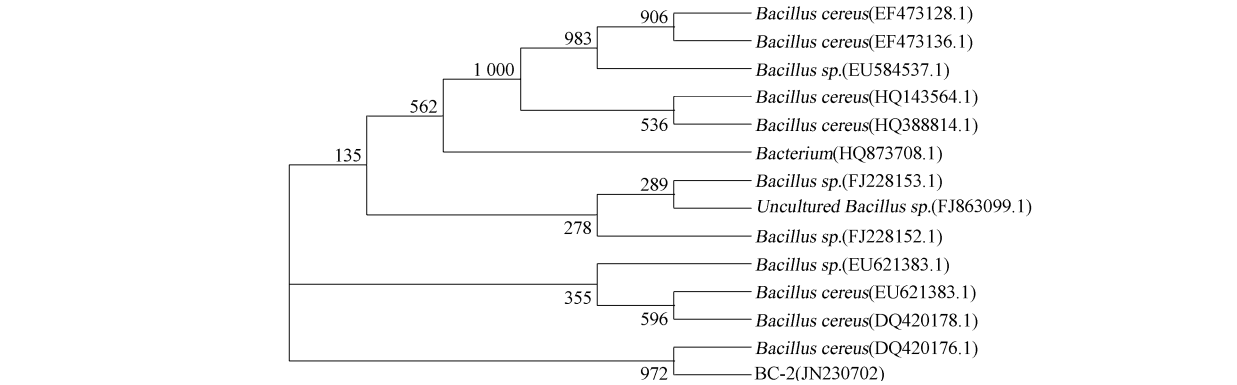 906
Bacillus cereus(EF473128.1)
983
Bacillus cereus(EF473136.1)
1 000
Bacillus sp.(EU584537.1)
562
Bacillus cereus(HQ143564.1)
536
Bacillus cereus(HQ388814.1)
135
Bacterium(HQ873708.1)
289
Bacillus sp.(FJ228153.1)
Uncultured Bacillus sp.(FJ863099.1)
278
Bacillus sp.(FJ228152.1)
Bacillus sp.(EU621383.1)
355
Bacillus cereus(EU621383.1)
596
Bacillus cereus(DQ420178.1)
Bacillus cereus(DQ420176.1)
972
BC-2(JN230702)